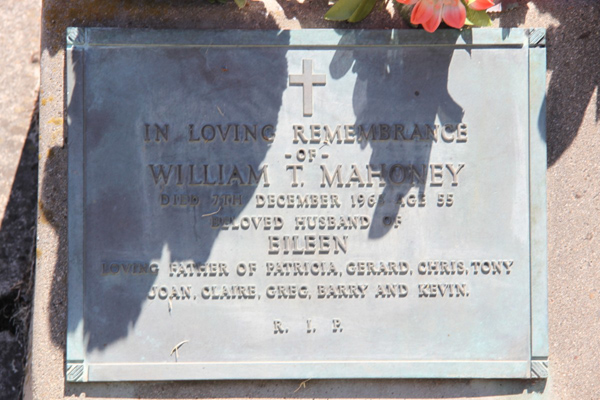 IN LOVING REMEMBRANCE
- OF -
WILLIAM T. MAHONEY
DIED 7TH DECEMBER AGE 55
BELOVED HUSBAND OF
EILEEN
LOVING FATHER OF PATRICIA, GERARD, CHRIS, TONY
JOAN, CLAIRE, GREG, BARRY AND KEVIN.
R. I. P.